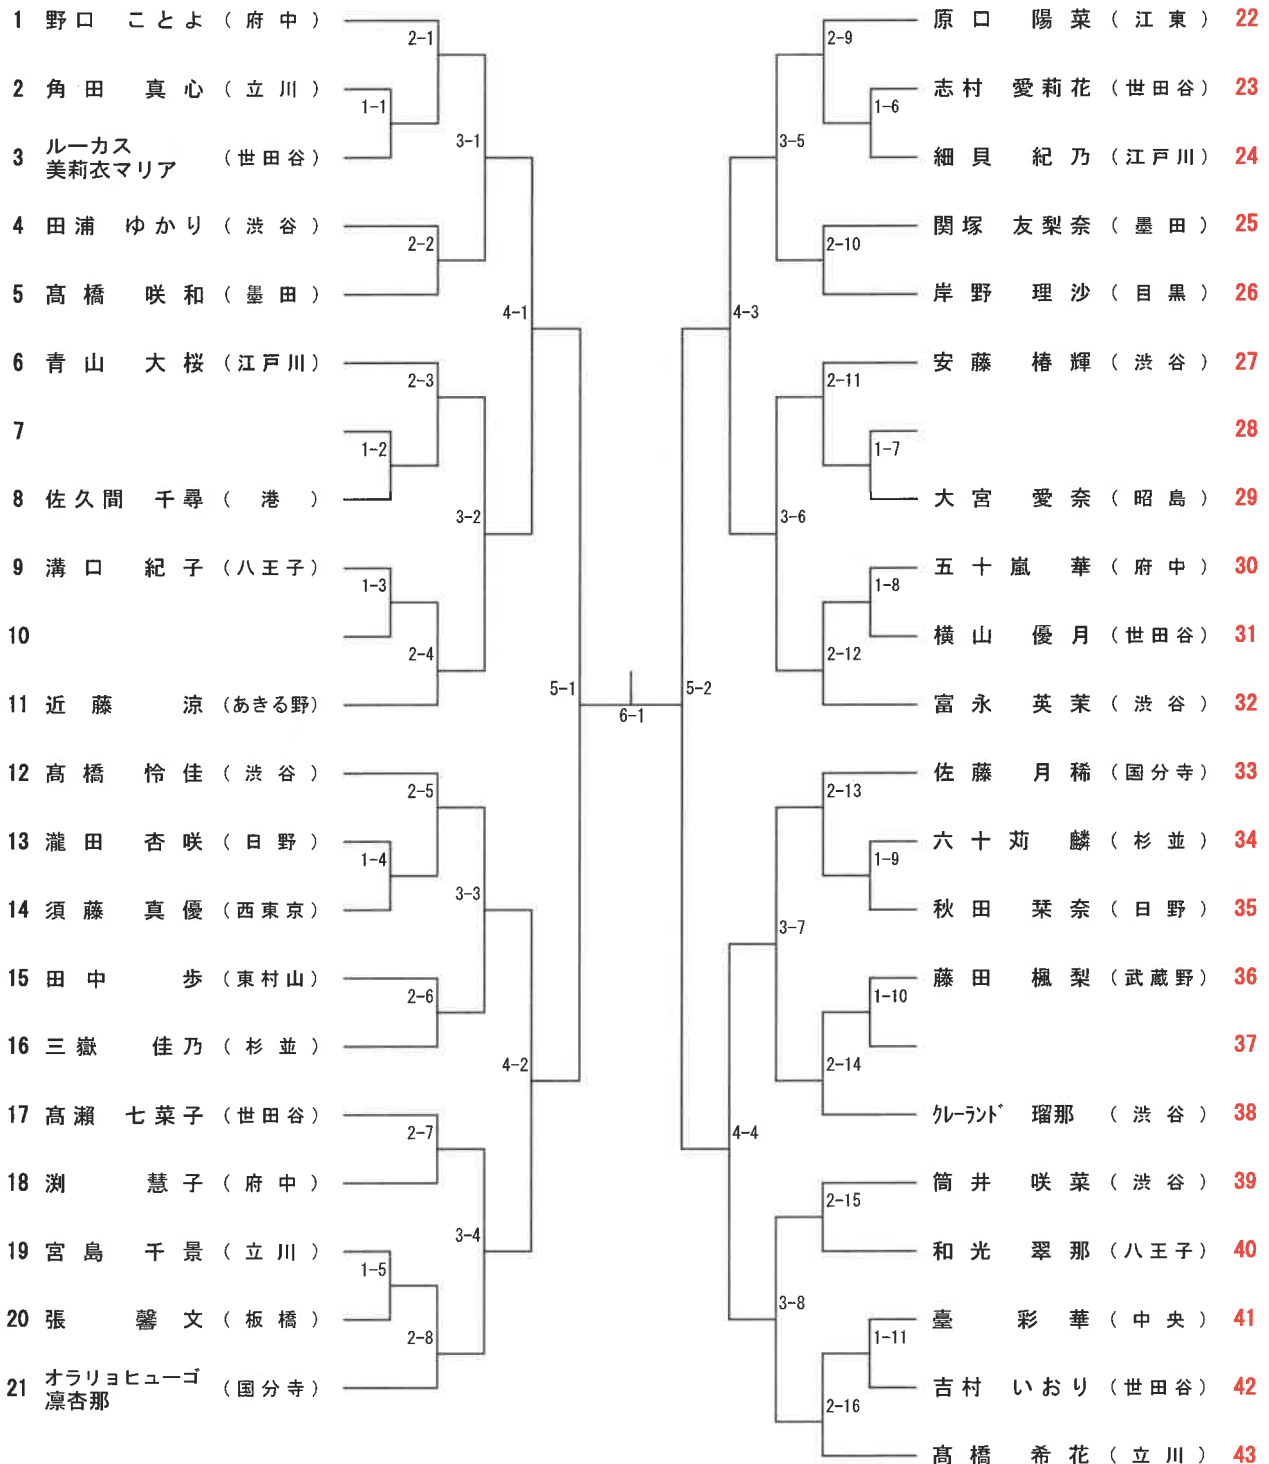 1 野口 ことよ (府中)
2 角田 真心 (立川)
3 ルーカス 美莉衣マリア (世田谷)
4 田浦 ゆかり (渋谷)
5 髙橋 咲和 (墨田)
6 青山 大桜 (江戸川)
7
8 佐久間 千尋 (港)
9 溝口 紀子 (八王子)
10
11 近藤 涼 (あきる野)
12 髙橋 怜佳 (渋谷)
13 瀧田 杏咲 (日野)
14 須藤 真優 (西東京)
15 田中 歩 (東村山)
16 三嶽 佳乃 (杉並)
17 髙瀬 七菜子 (世田谷)
18 渕 慧子 (府中)
19 宮島 千景 (立川)
20 張 馨文 (板橋)
21 オラリョヒューゴ 凛杏那 (国分寺)
2-1
1-1
3-1
2-2
4-1
2-3
1-2
3-2
1-3
2-4
5-1
6-1
2-5
1-4
3-3
2-6
4-2
2-7
3-4
1-5
2-8
2-9
1-6
3-5
2-10
4-3
2-11
1-7
3-6
1-8
2-12
5-2
2-13
1-9
3-7
1-10
2-14
4-4
2-15
3-8
1-11
2-16
原口 陽菜 (江東) 22
志村 愛莉花 (世田谷) 23
細貝 紀乃 (江戸川) 24
関塚 友梨奈 (墨田) 25
岸野 理沙 (目黒) 26
安藤 椿輝 (渋谷) 27
28
大宮 愛奈 (昭島) 29
五十嵐 華 (府中) 30
横山 優月 (世田谷) 31
富永 英茉 (渋谷) 32
佐藤 月稀 (国分寺) 33
六十苅 麟 (杉並) 34
秋田 栞奈 (日野) 35
藤田 楓梨 (武蔵野) 36
37
ｸﾚｰﾗﾝﾄﾞ 瑠那 (渋谷) 38
筒井 咲菜 (渋谷) 39
和光 翠那 (八王子) 40
臺 彩華 (中央) 41
吉村 いおり (世田谷) 42
髙橋 希花 (立川) 43